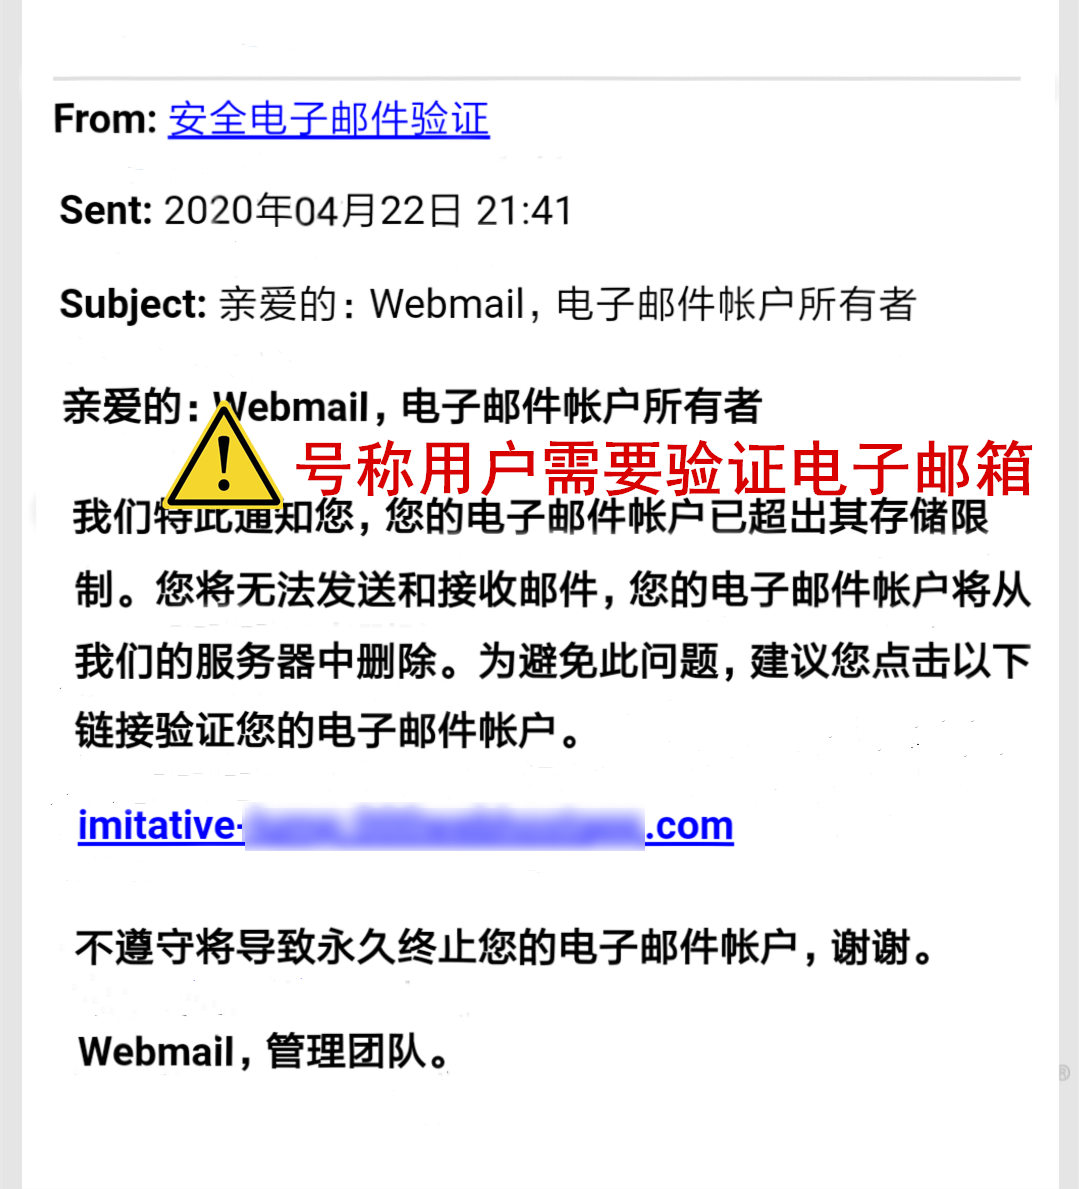 From: 安全电子邮件验证
Sent: 2020年04月22日 21:41
Subject: 亲爱的：Webmail，电子邮件帐户所有者
亲爱的：Webmail，电子邮件帐户所有者
号称用户需要验证电子邮箱
我们特此通知您，您的电子邮件帐户已超出其存储限
制。您将无法发送和接收邮件，您的电子邮件帐户将从
我们的服务器中删除。为避免此问题，建议您点击以下
链接验证您的电子邮件帐户。
imitative-.com
不遵守将导致永久终止您的电子邮件帐户，谢谢。
Webmail，管理团队。
®